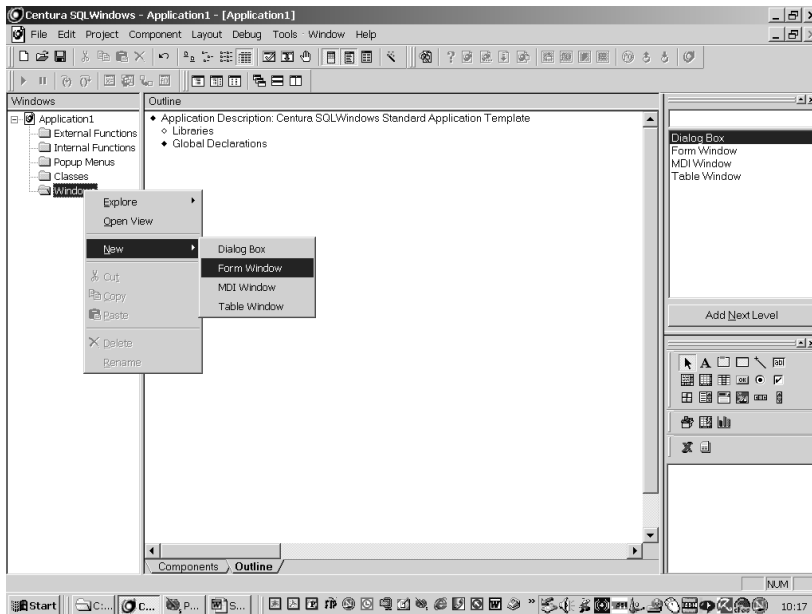 Centura SQLWindows - Application1 - [Application1]
File Edit Project Component Layout Debug Tools Window Help
Windows
Application1
External Functions
Internal Functions
Popup Menus
Classes
Explore
Open View
New
Cut
Copy
Paste
Delete
Rename
Dialog Box
Form Window
MDI Window
Table Window
Outline
Application Description: Centura SQLWindows Standard Application Template
Libraries
Global Declarations
Components Outline
Dialog Box
Form Window
MDI Window
Table Window
Add Next Level
NUM
Start C:... C... P... S...